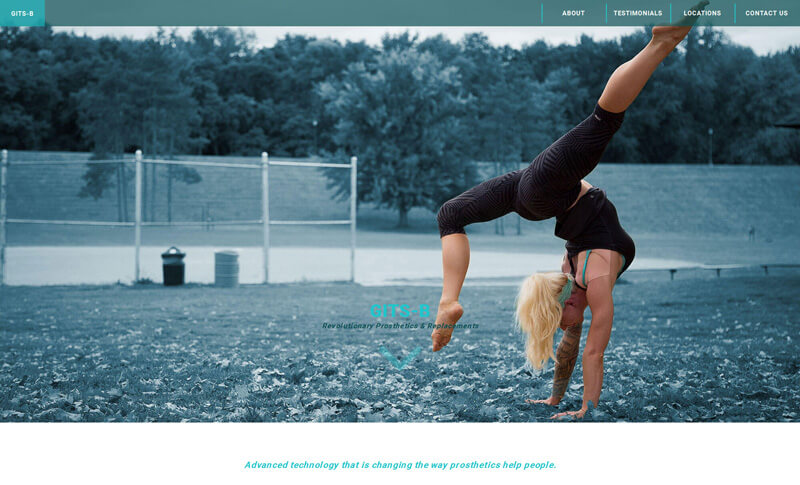 GITS-B
ABOUT
TESTIMONIALS
LOCATIONS
CONTACT US
GITS-B
Revolutionary Prosthetics & Replacements
Advanced technology that is changing the way prosthetics help people.